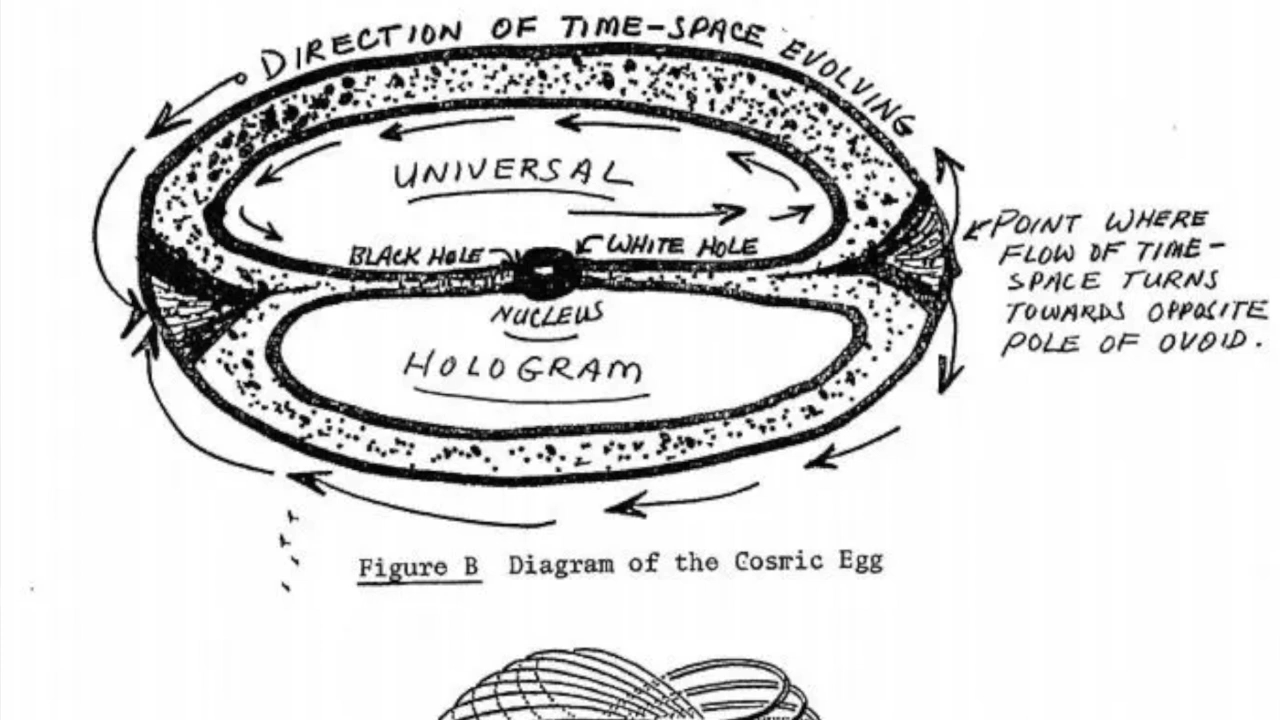 DIRECTION OF TIME-SPACE EVOLVING
UNIVERSAL
BLACK HOLE
WHITE HOLE
NUCLEUS
HOLOGRAM
POINT WHERE
FLOW OF TIME-
SPACE TURNS
TOWARDS OPPOSITE
POLE OF OVOID.
Figure B Diagram of the Cosmic Egg